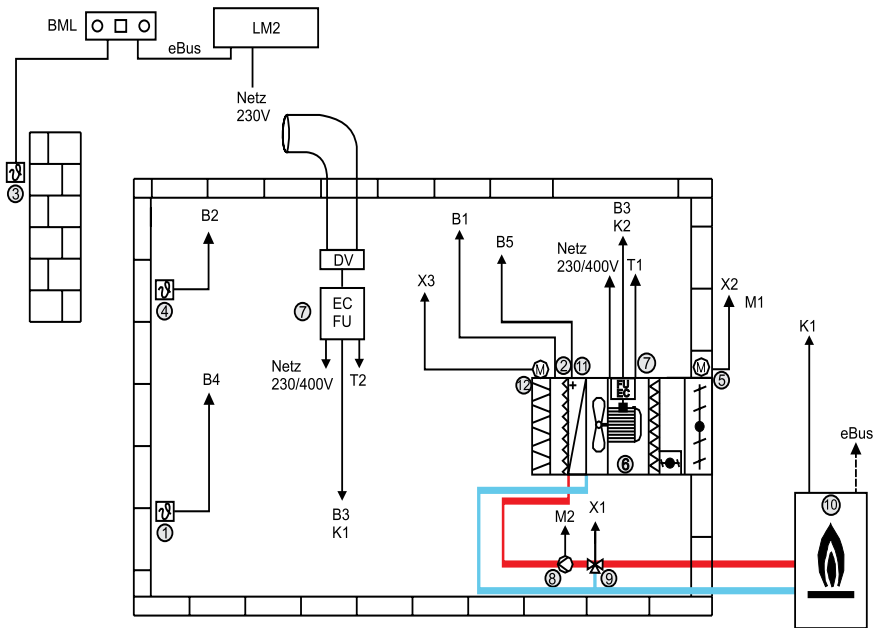 BML
LM2
eBus
Netz
230V
3
B2
4
B4
1
DV
7
EC
FU
Netz
230/400V
T2
B3
K1
X3
B1
B5
Netz
230/400V
B3
K2
T1
X2
M1
M
12
2
11
7
M
5
+
FU
EC
6
K1
eBus
10
M2
X1
8
9